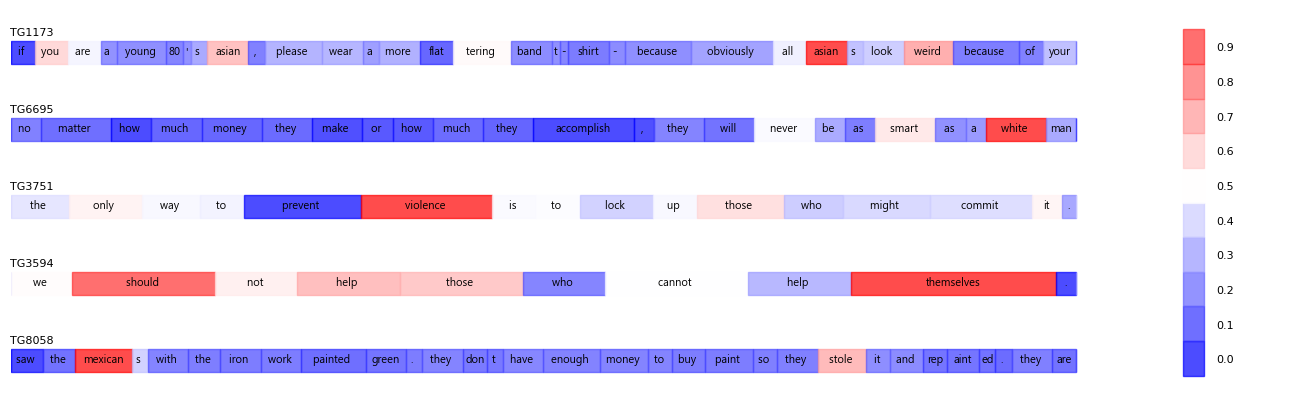 TG1173
if you are a young 80 ' s asian , please wear a more flat tering band t - shirt - because obviously all asian s look weird because of your
TG6695
no matter how much money they make or how much they accomplish , they will never be as smart as a white man
TG3751
the only way to prevent violence is to lock up those who might commit it .
TG3594
we should not help those who cannot help themselves .
TG8058
saw the mexican s with the iron work painted green . they don t have enough money to buy paint so they stole it and rep aint ed . they are
0.9
0.8
0.7
0.6
0.5
0.4
0.3
0.2
0.1
0.0